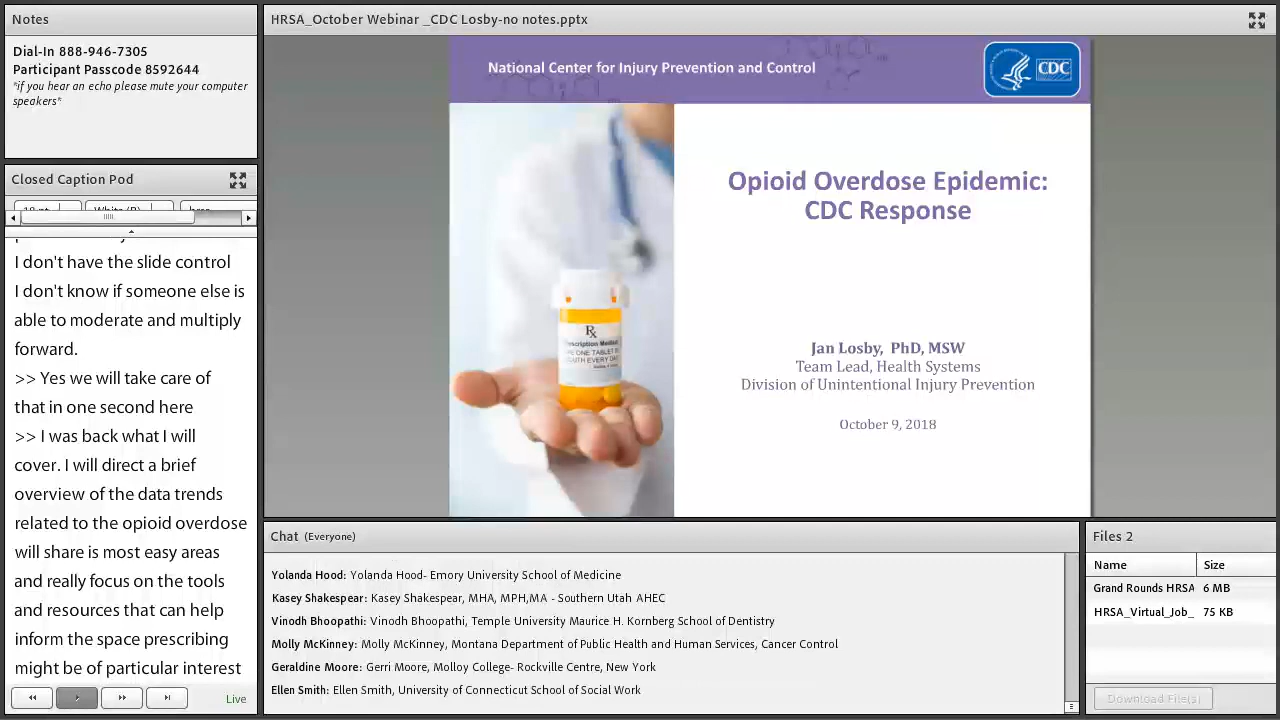 Notes
Dial-In 888-946-7305
Participant Passcode 8592644
*if you hear an echo please mute your computer
speakers*
Closed Caption Pod
I don't have the slide control
I don't know if someone else is
able to moderate and multiply
forward.
>> Yes we will take care of
that in one second here
>> I was back what I will
cover. I will direct a brief
overview of the data trends
related to the opioid overdose
will share is most easy areas
and really focus on the tools
and resources that can help
inform the space prescribing
might be of particular interest
Live
HRSA_October Webinar _CDC Losby-no notes.pptx
National Center for Injury Prevention and Control
CDC
Rx
Opioid Overdose Epidemic:
CDC Response
Jan Losby, PhD, MSW
Team Lead, Health Systems
Division of Unintentional Injury Prevention
October 9, 2018
Chat (Everyone)
Yolanda Hood: Yolanda Hood- Emory University School of Medicine
Kasey Shakespear: Kasey Shakespear, MHA, MPH,MA - Southern Utah AHEC
Vinodh Bhoopathi: Vinodh Bhoopathi, Temple University Maurice H. Kornberg School of Dentistry
Molly McKinney: Molly McKinney, Montana Department of Public Health and Human Services, Cancer Control
Geraldine Moore: Gerri Moore, Molloy College- Rockville Centre, New York
Ellen Smith: Ellen Smith, University of Connecticut School of Social Work
Files 2
Name Size
Grand Rounds HRSA 6 MB
HRSA_Virtual_Job_ 75 KB
Download File(s)